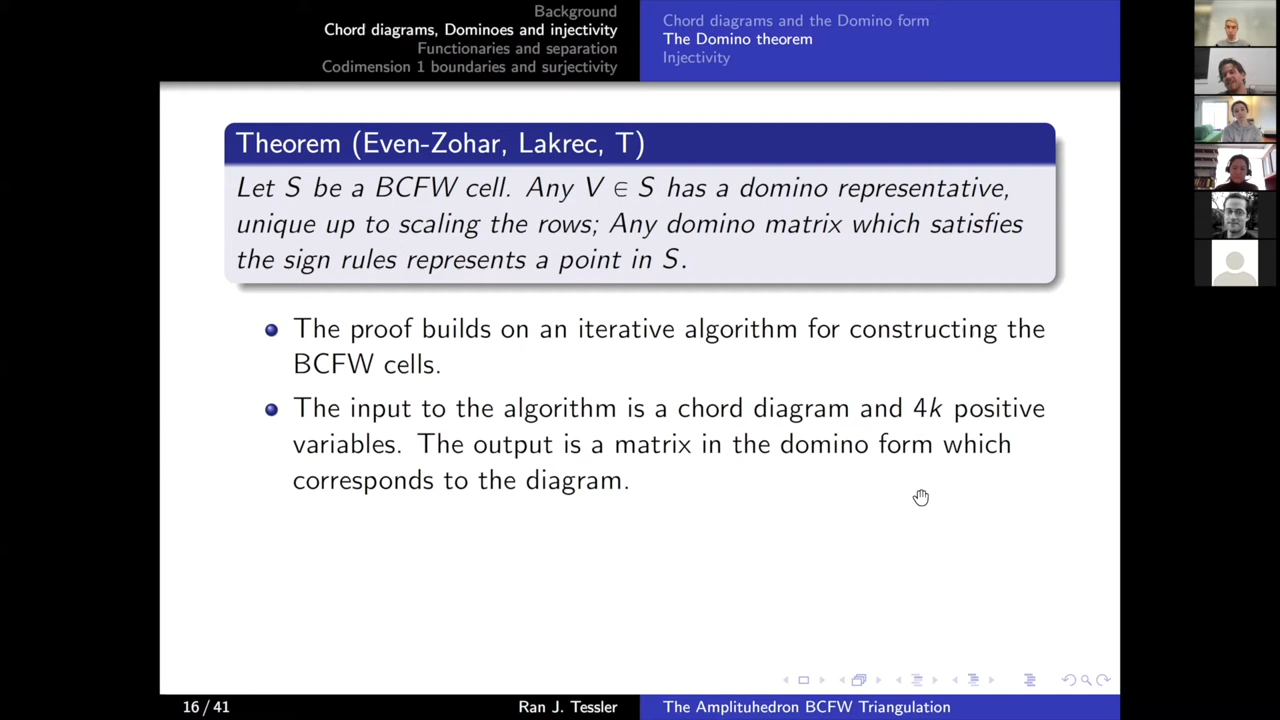 Background
Chord diagrams, Dominoes and injectivity
Functionaries and separation
Codimension 1 boundaries and surjectivity
Chord diagrams and the Domino form
The Domino theorem
Injectivity
Theorem (Even-Zohar, Lakrec, T)
Let S be a BCFW cell. Any V ∈ S has a domino representative,
unique up to scaling the rows; Any domino matrix which satisfies
the sign rules represents a point in S.
The proof builds on an iterative algorithm for constructing the
BCFW cells.
The input to the algorithm is a chord diagram and 4k positive
variables. The output is a matrix in the domino form which
corresponds to the diagram.
16 / 41
Ran J. Tessler
The Amplituhedron BCFW Triangulation